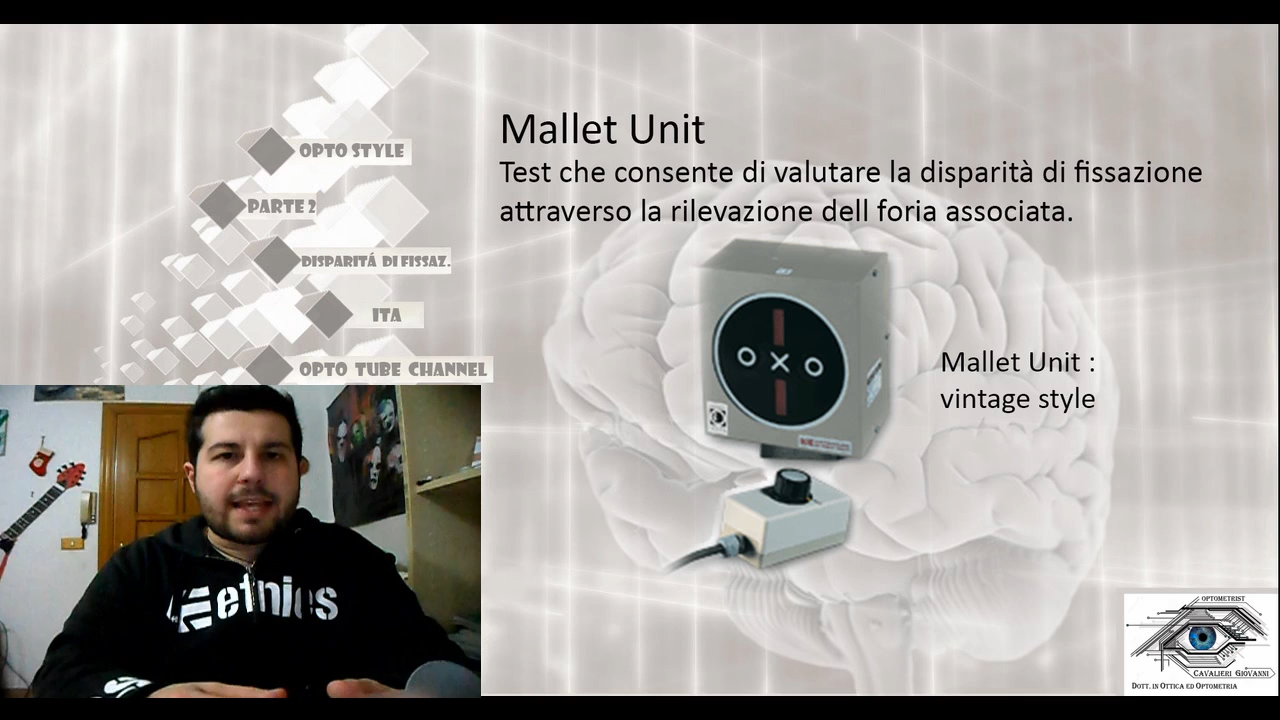 OPTO STYLE
PARTE 2
DISPARITÁ DI FISSAZ.
ITA
OPTO TUBE CHANNEL
Mallet Unit
Test che consente di valutare la disparità di fissazione
attraverso la rilevazione dell foria associata.
OXO
Mallet Unit :
vintage style
etnies
OPTOMETRIST
CAVALIERI GIOVANNI
DOTT. IN OTTICA ED OPTOMETRIA